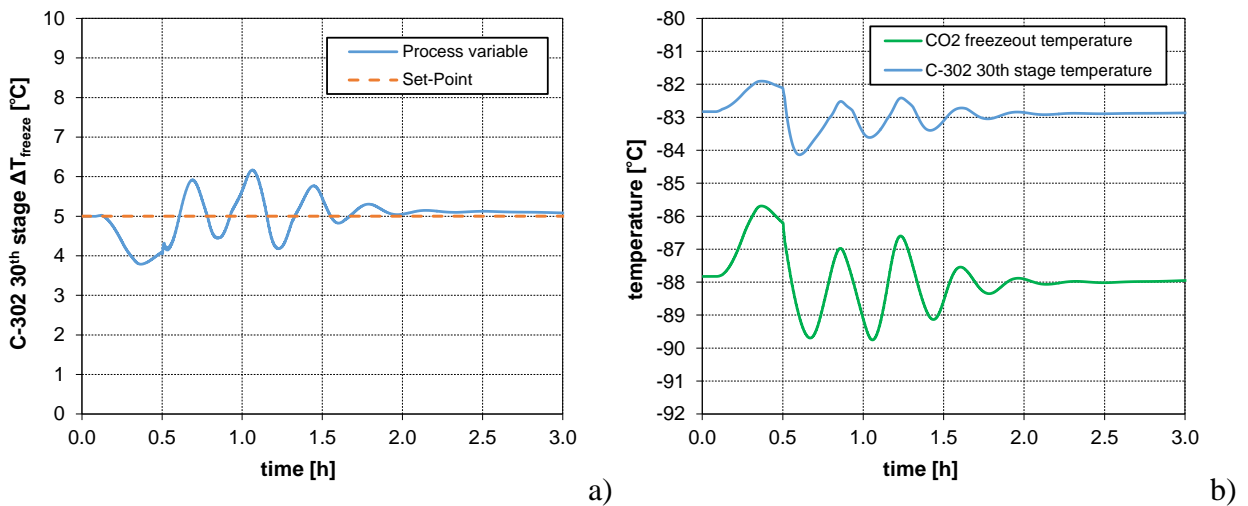 10
9
8
7
6
5
4
3
2
1
0
C-302 30th stage ΔTfreeze [°C]
Process variable
Set-Point
0.0 0.5 1.0 1.5 2.0 2.5 3.0
time [h]
a)
-80
-81
-82
-83
-84
-85
-86
-87
-88
-89
-90
-91
-92
temperature [°C]
CO2 freezeout temperature
C-302 30th stage temperature
0.0 0.5 1.0 1.5 2.0 2.5 3.0
time [h]
b)